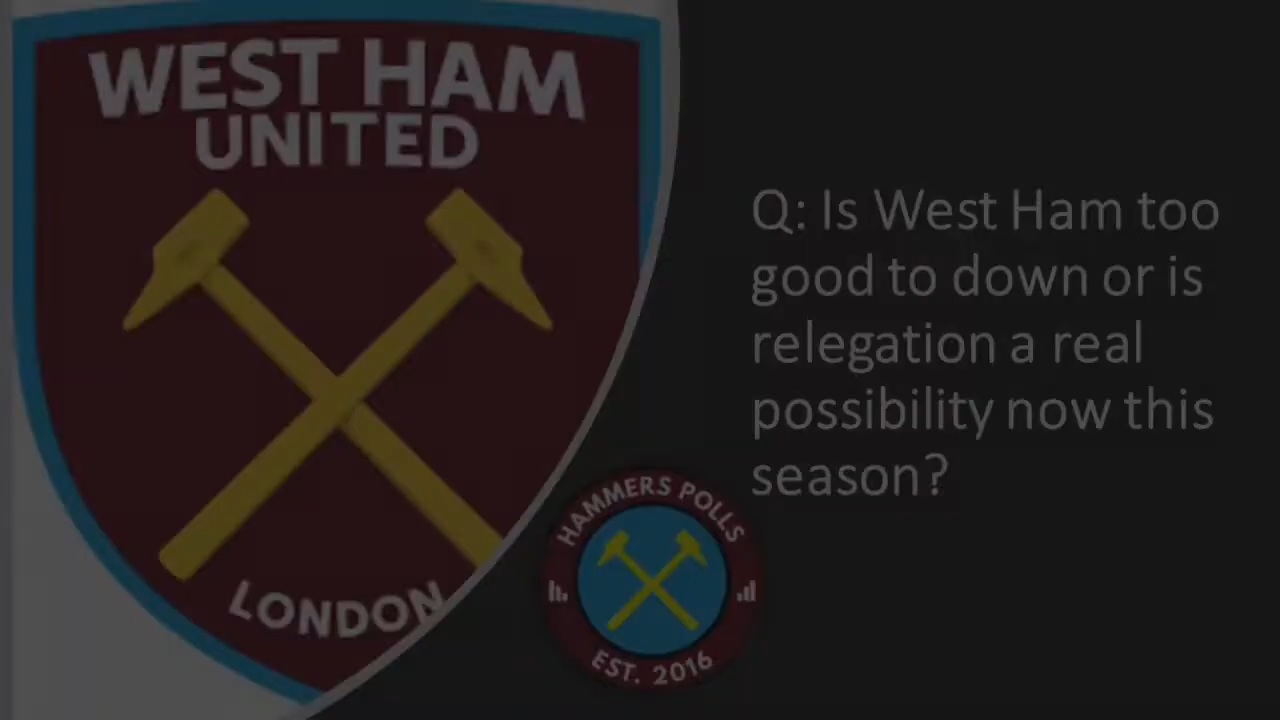 WEST HAM
UNITED
LONDON
Q: Is West Ham too
good to down or is
relegation a real
possibility now this
season?
HAMMERS POLLS
EST. 2016